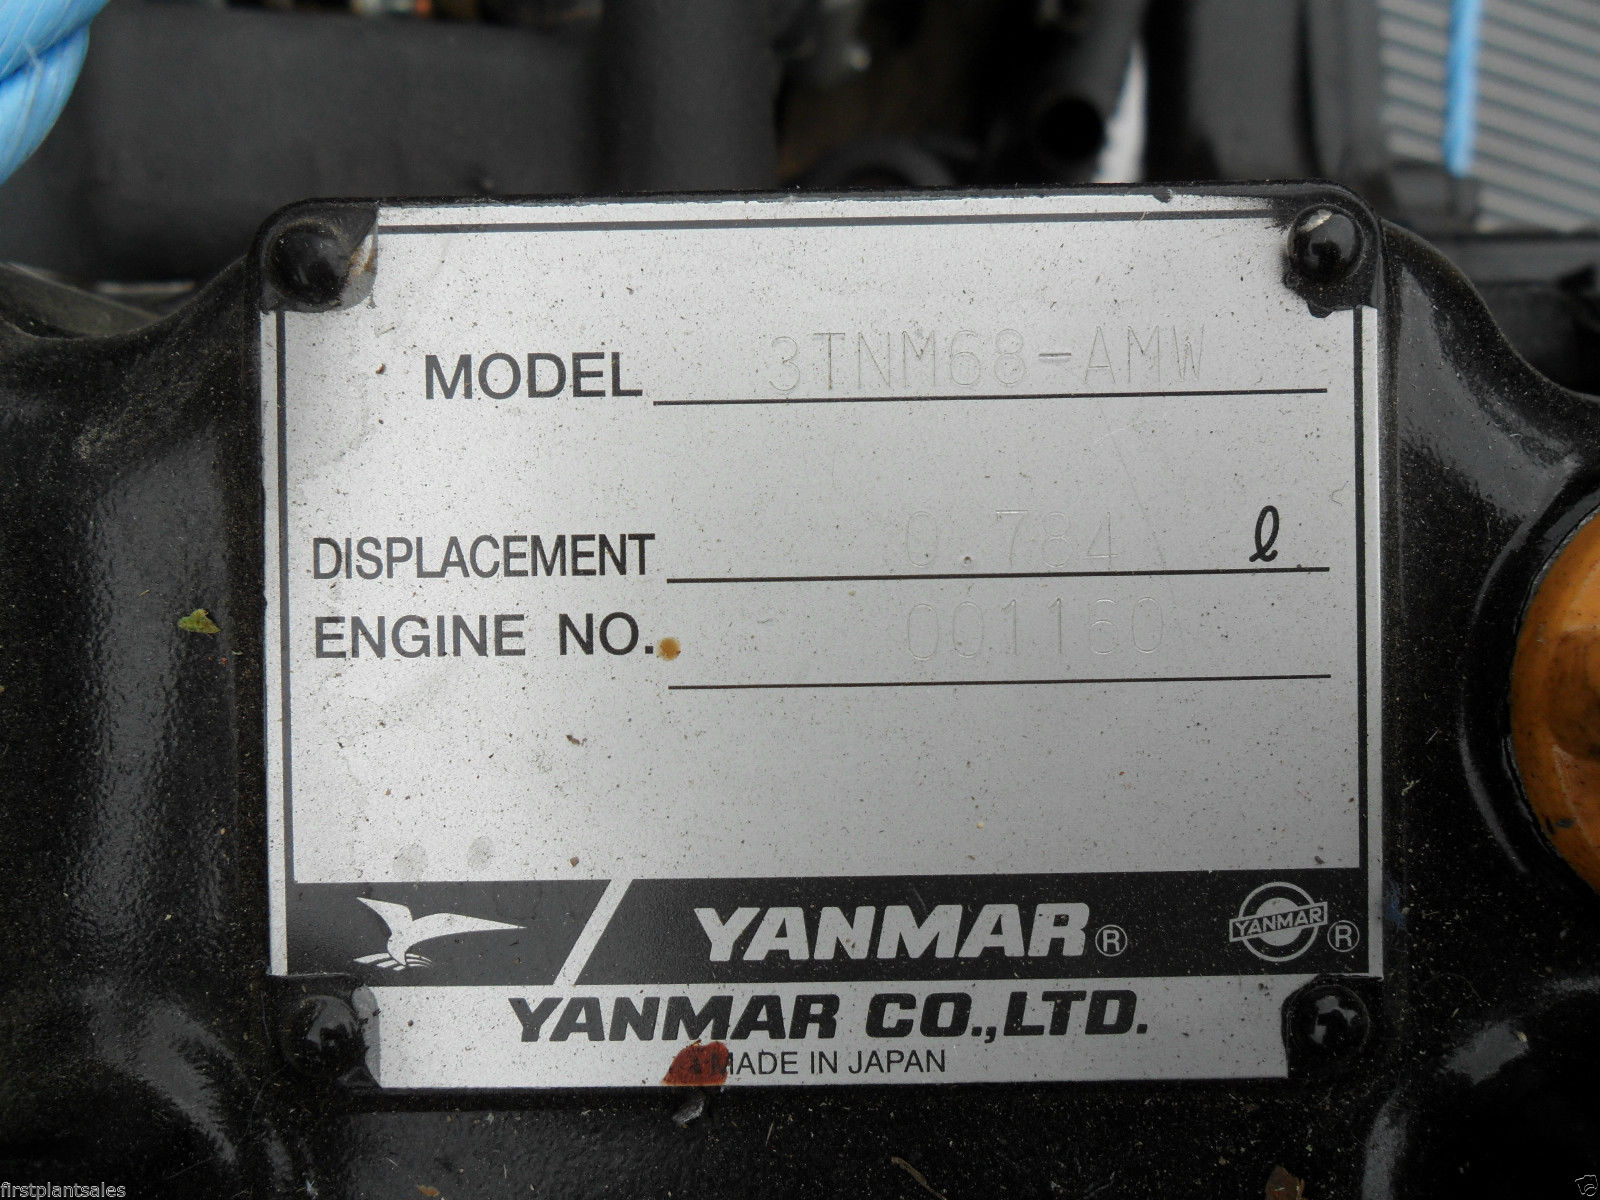 MODEL 3TNM68-AMW
DISPLACEMENT 0.784 ℓ
ENGINE NO. 001160
YANMAR® YANMAR®
YANMAR CO.,LTD.
MADE IN JAPAN
firstplantsales